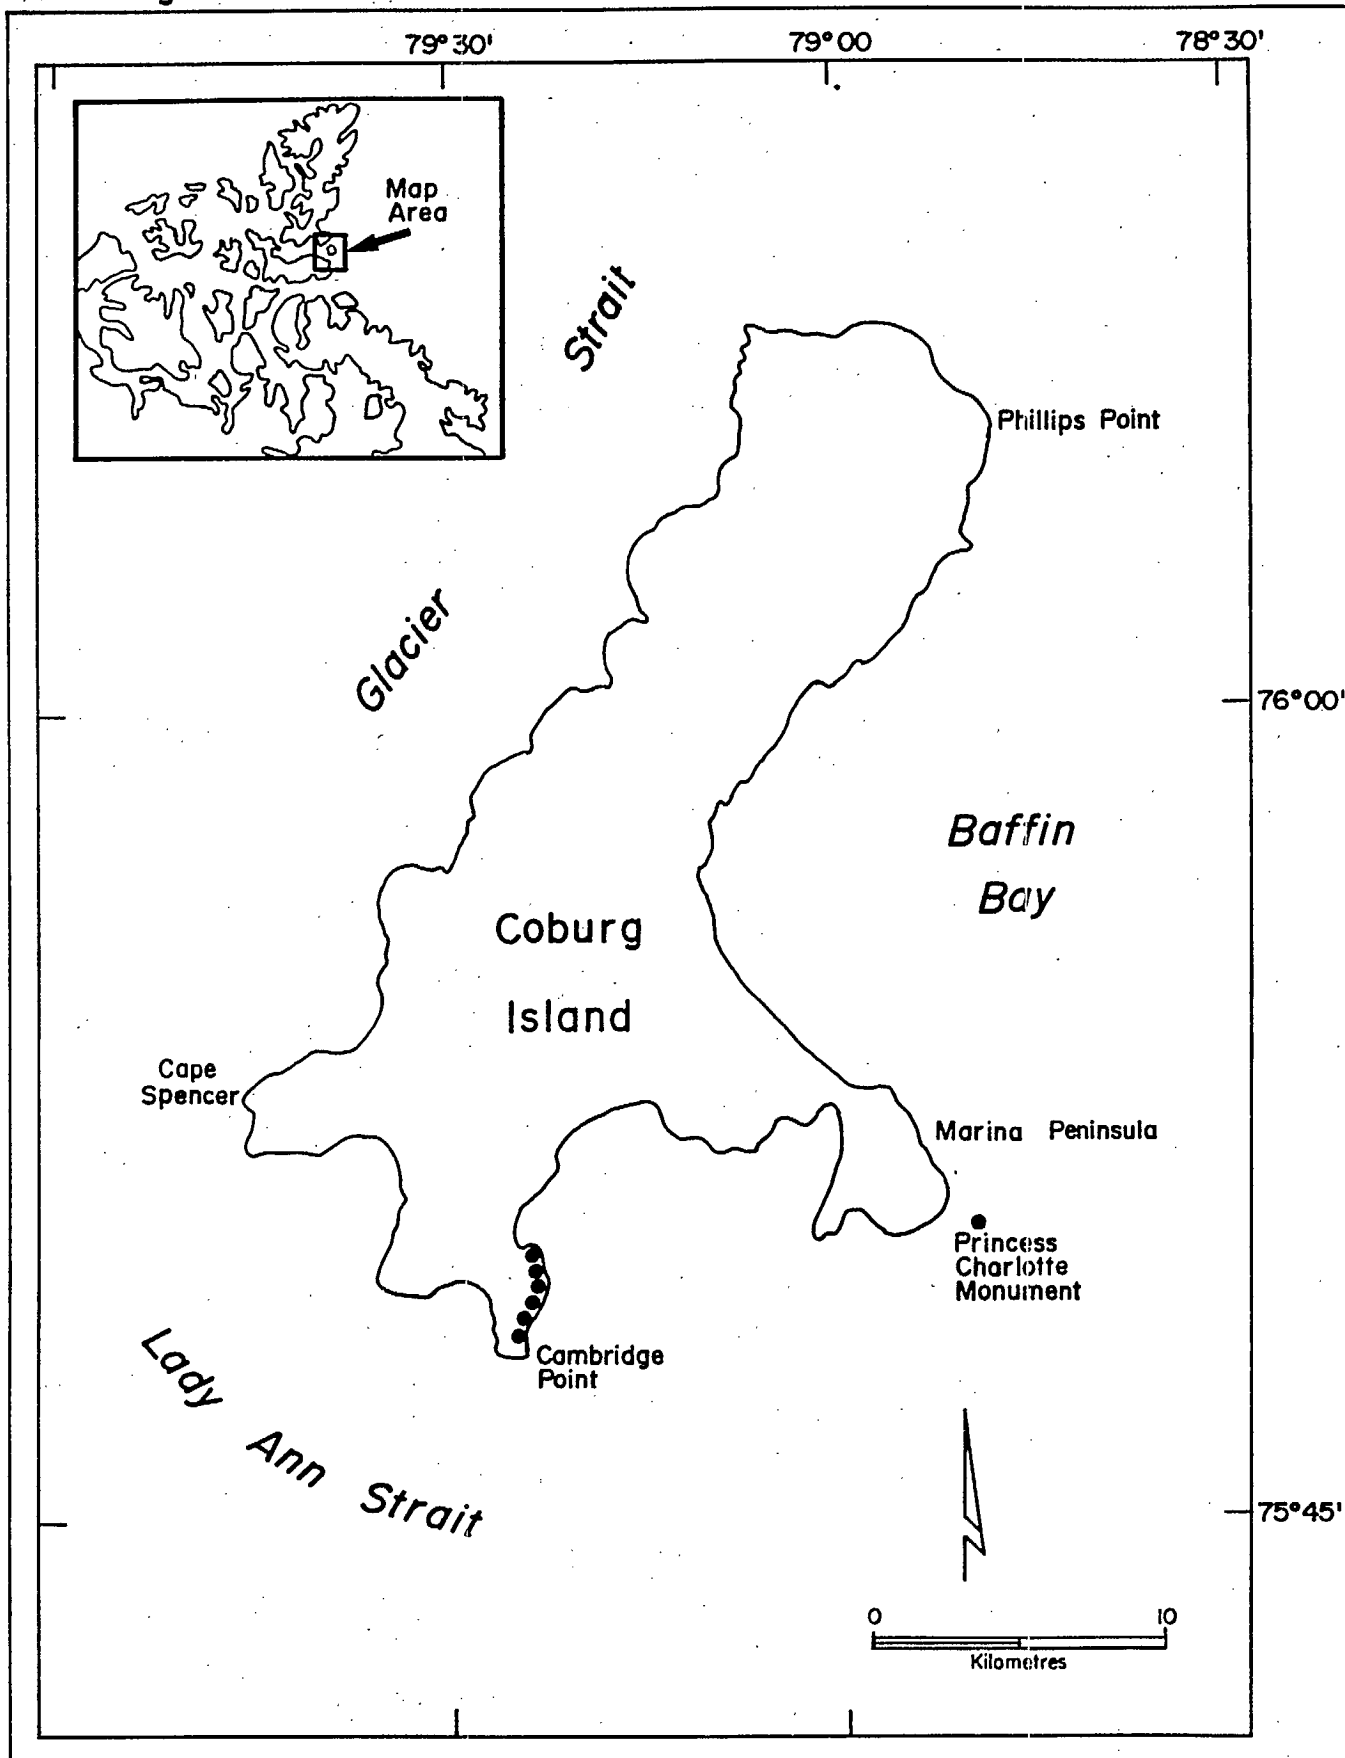 79°30'
79°00
78°30'
Map
Area
Strait
Phillips Point
Glacier
76°00'
Baffin
Bay
Coburg
Island
Cape
Spencer
Marina Peninsula
Princess
Charlotte
Monument
Cambridge
Point
Lady Ann Strait
75°45'
0 10
Kilometres